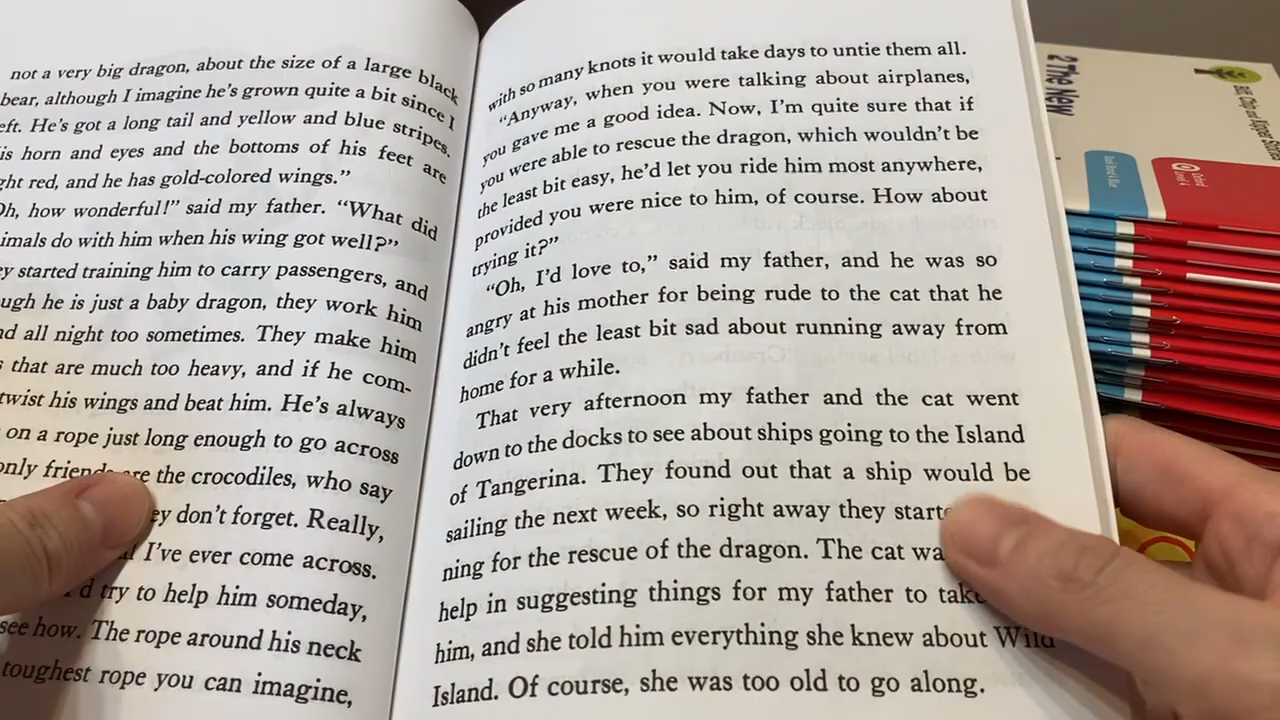 not a very big dragon, about the size of a large black
bear, although I imagine he's grown quite a bit since I
He's got a long tail and yellow and blue stripes.
horn and eyes and the bottoms of his feet are
red, and he has gold-colored wings."
how wonderful!" said my father. "What did
do with him when his wing got well?"
started training him to carry passengers, and
he is just a baby dragon, they work him
all night too sometimes. They make him
that are much too heavy, and if he com-
twist his wings and beat him. He's always
on a rope just long enough to go across
the crocodiles, who say
don't forget. Really,
I've ever come across.
try to help him someday,
see how. The rope around his neck
toughest rope you can imagine,
with so many knots it would take days to untie them all.
"Anyway, when you were talking about airplanes,
you gave me a good idea. Now, I'm quite sure that if
you were able to rescue the dragon, which wouldn't be
the least bit easy, he'd let you ride him most anywhere,
provided you were nice to him, of course. How about
trying it?"
"Oh, I'd love to," said my father, and he was so
angry at his mother for being rude to the cat that he
didn't feel the least bit sad about running away from
home for a while.
That very afternoon my father and the cat went
down to the docks to see about ships going to the Island
of Tangerina. They found out that a ship would be
sailing the next week, so right away they
ning for the rescue of the dragon. The cat
help in suggesting things for my father to
him, and she told him everything she knew about Wild
Island. Of course, she was too old to go along.
2 The New